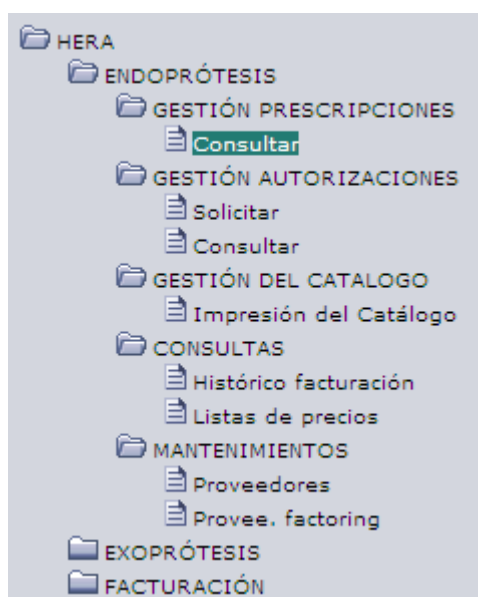 HERA
ENDOPRÓTESIS
GESTIÓN PRESCRIPCIONES
Consultar
GESTIÓN AUTORIZACIONES
Solicitar
Consultar
GESTIÓN DEL CATALOGO
Impresión del Catálogo
CONSULTAS
Histórico facturación
Listas de precios
MANTENIMIENTOS
Proveedores
Provee. factoring
EXOPRÓTESIS
FACTURACIÓN